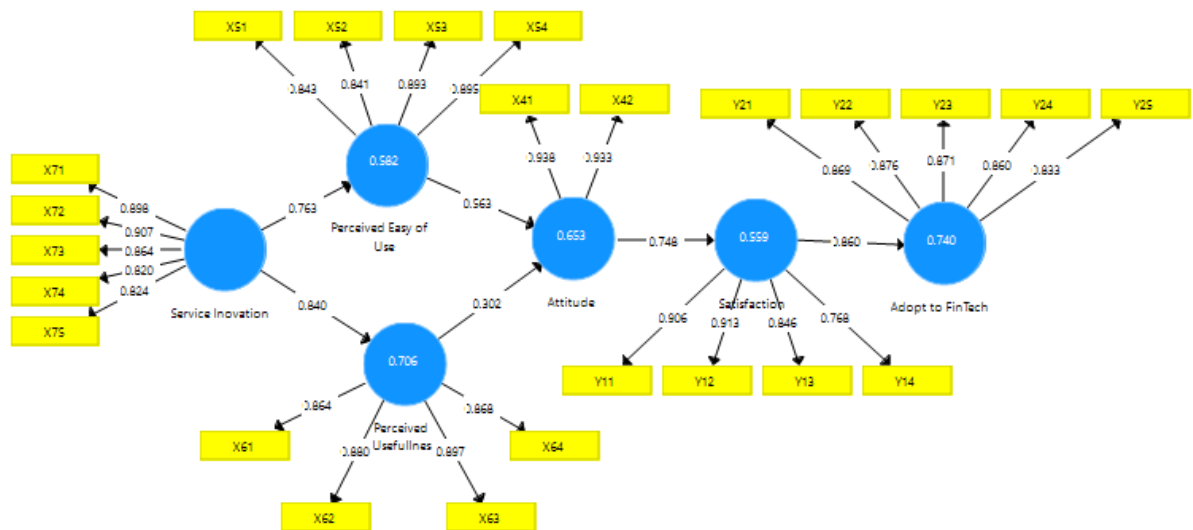 X51
X52
X53
X54
0.843
0.841
0.893
0.895
X41
X42
0.938
0.933
Y21
Y22
Y23
Y24
Y25
0.869
0.876
0.871
0.860
0.833
X71
X72
X73
X74
X75
0.898
0.907
0.864
0.820
0.824
Service Inovation
0.763
0.840
0.582
Perceived Easy of
Use
0.563
0.706
Perceived
Usefullnes
0.302
0.653
Attitude
0.748
0.559
Satisfaction
0.860
0.740
Adopt to FinTech
0.906
0.913
0.846
0.768
Y11
Y12
Y13
Y14
0.864
0.880
0.897
0.868
X61
X62
X63
X64